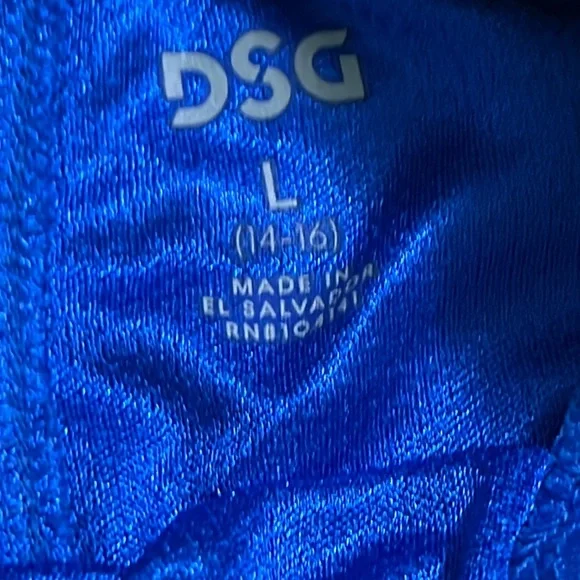 DSG
L
(14-16)
MADE IN
EL SALVADOR